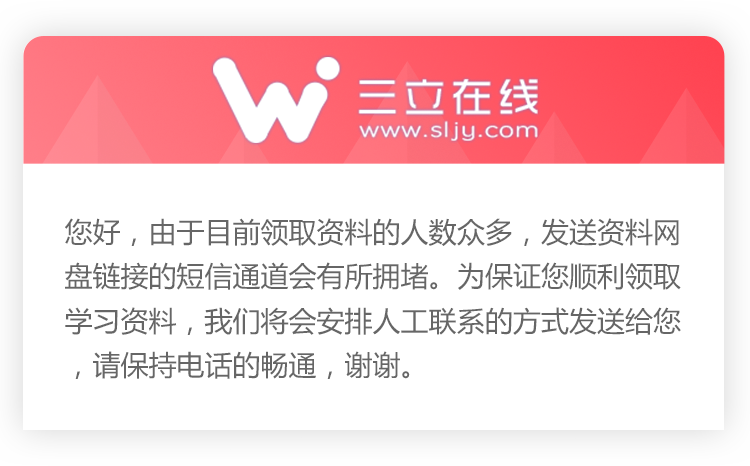 三立在线
www.sljy.com
您好，由于目前领取资料的人数众多，发送资料网
盘链接的短信通道会有所拥堵。为保证您顺利领取
学习资料，我们将会安排人工联系的方式发送给您
，请保持电话的畅通，谢谢。